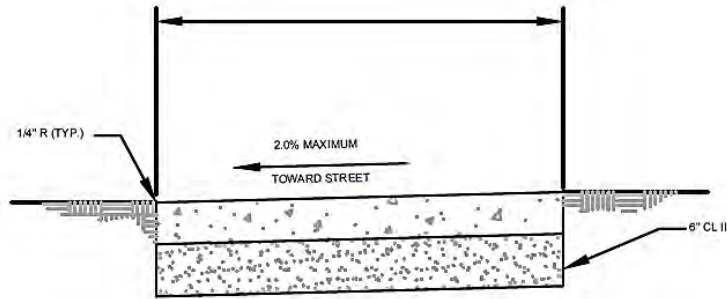 1/4" R (TYP.)
2.0% MAXIMUM
TOWARD STREET
6" CL II